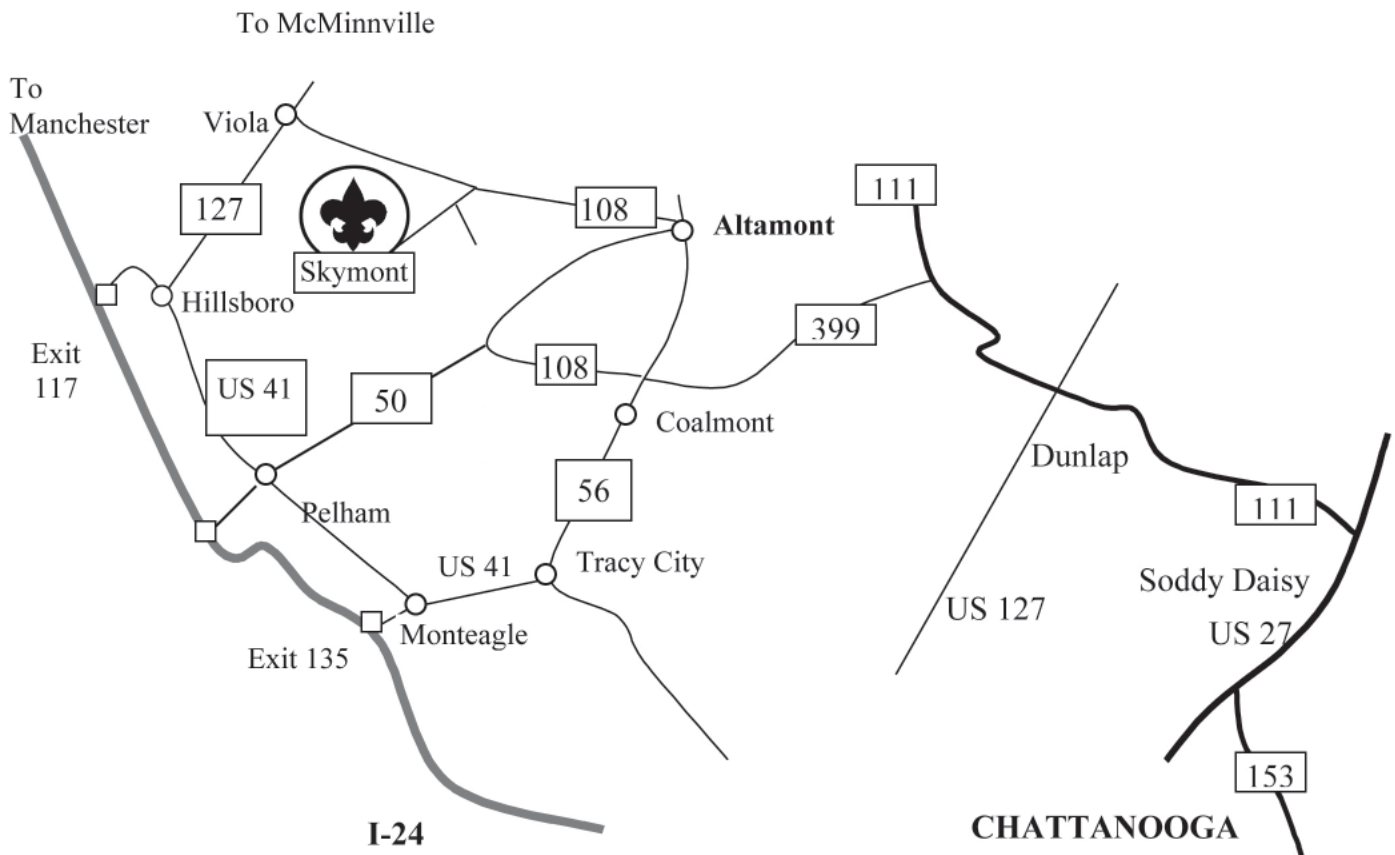 To McMinnville
To
Manchester
Viola
127
Skymont
108
Altamont
111
Hillsboro
399
Exit
117
US 41
50
108
Coalmont
Dunlap
56
111
Pelham
US 41
Tracy City
Soddy Daisy
US 127
US 27
Monteagle
Exit 135
153
I-24
CHATTANOOGA